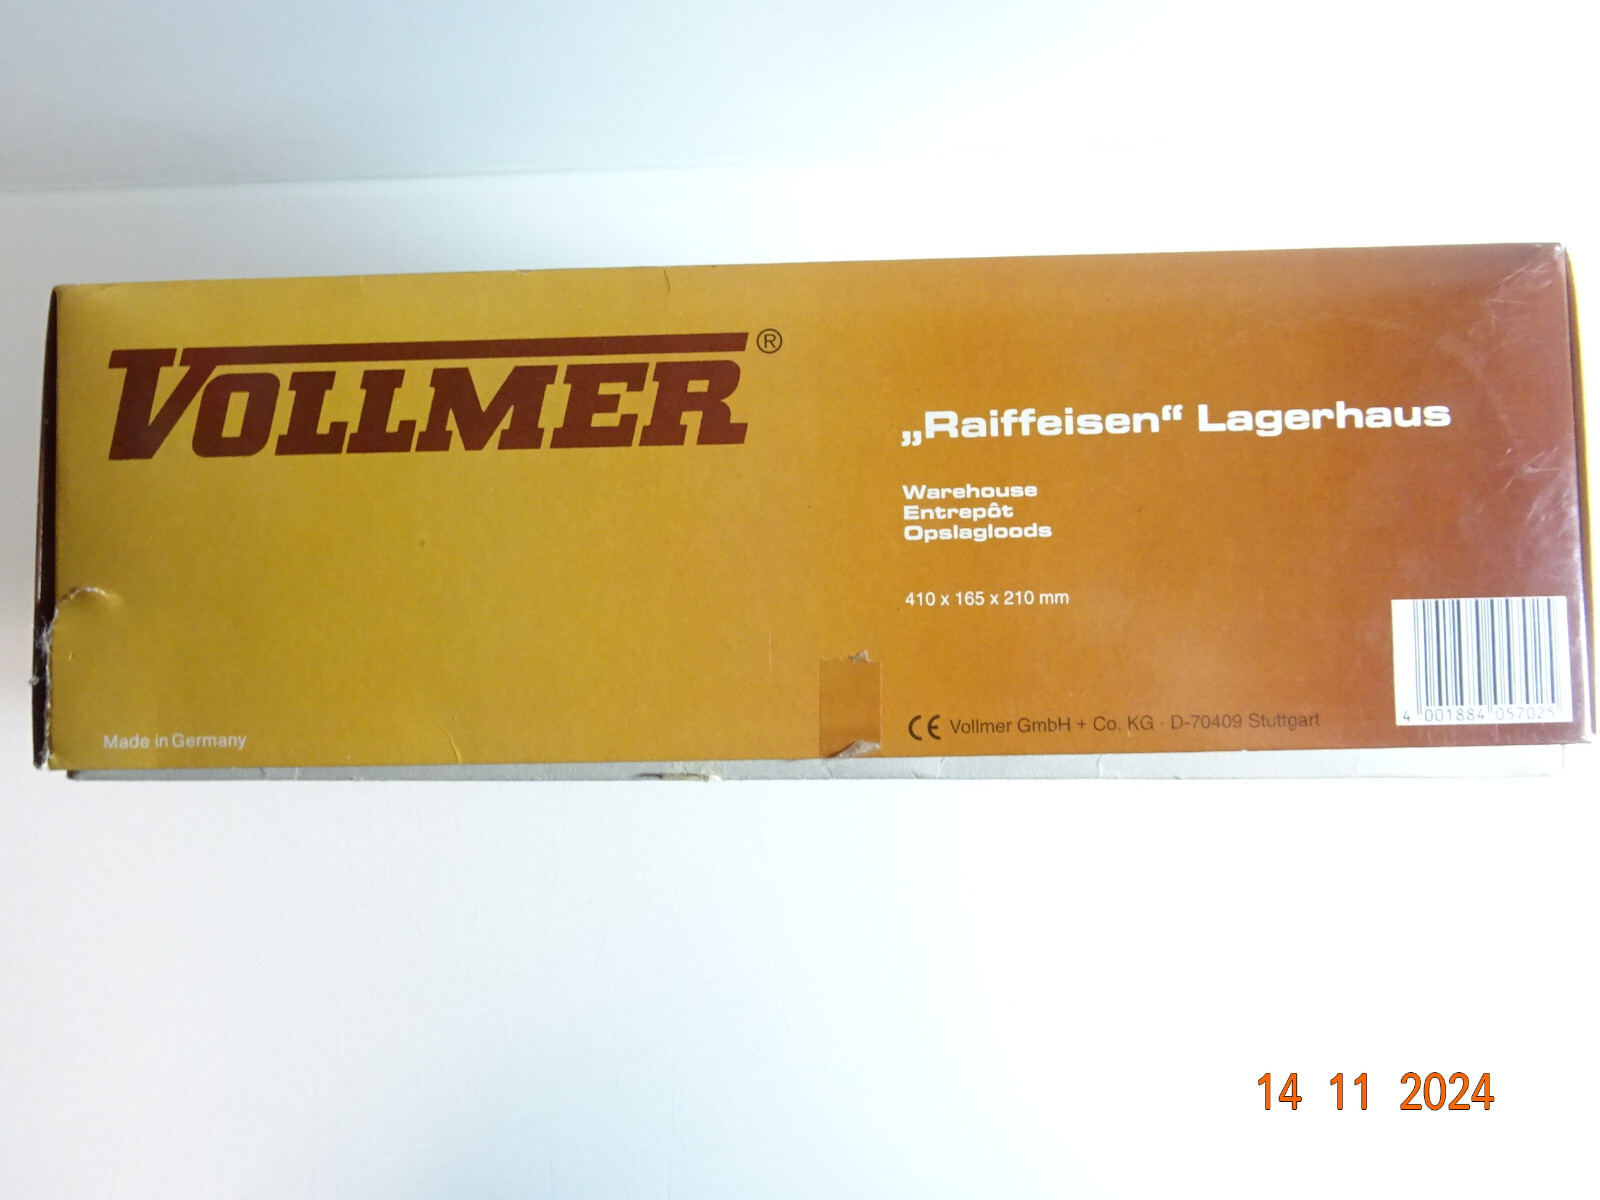 VOLLMER®
„Raiffeisen“ Lagerhaus
Warehouse
Entrepôt
Opslagloods
410 x 165 x 210 mm
CE Vollmer GmbH + Co. KG · D-70409 Stuttgart
4 001884 057025
Made in Germany
14 11 2024